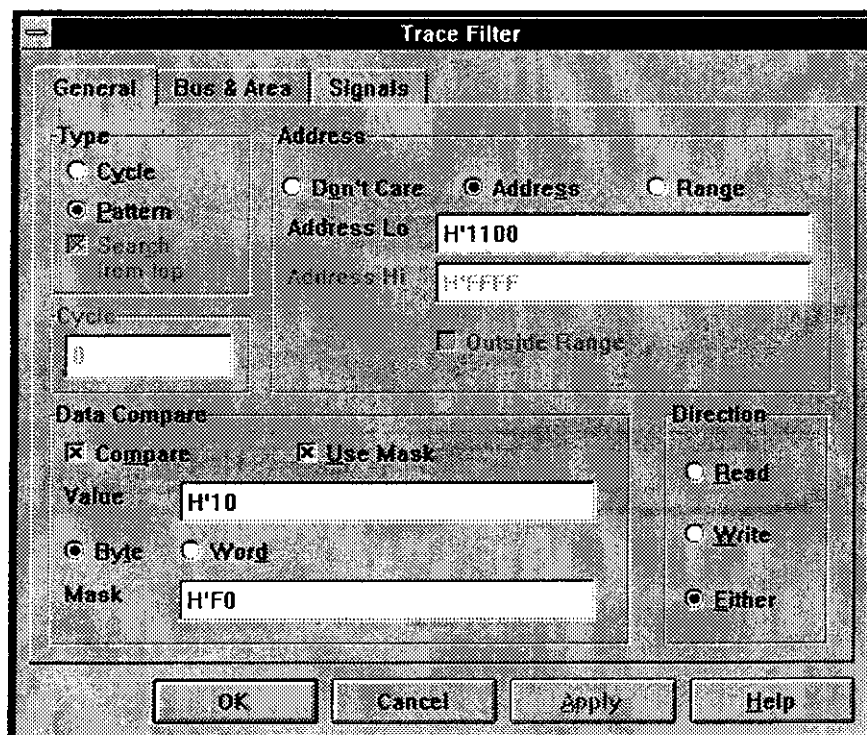 Trace Filter
General Bus & Area Signals
Type
Cycle
Pattern
Search
from top
Cycle
0
Address
Don't Care Address Range
Address Lo H'1100
Address Hi H'FFFF
Outside Range
Data Compare
Compare Use Mask
Value H'10
Byte Word
Mask H'F0
Direction
Read
Write
Either
OK Cancel Apply Help